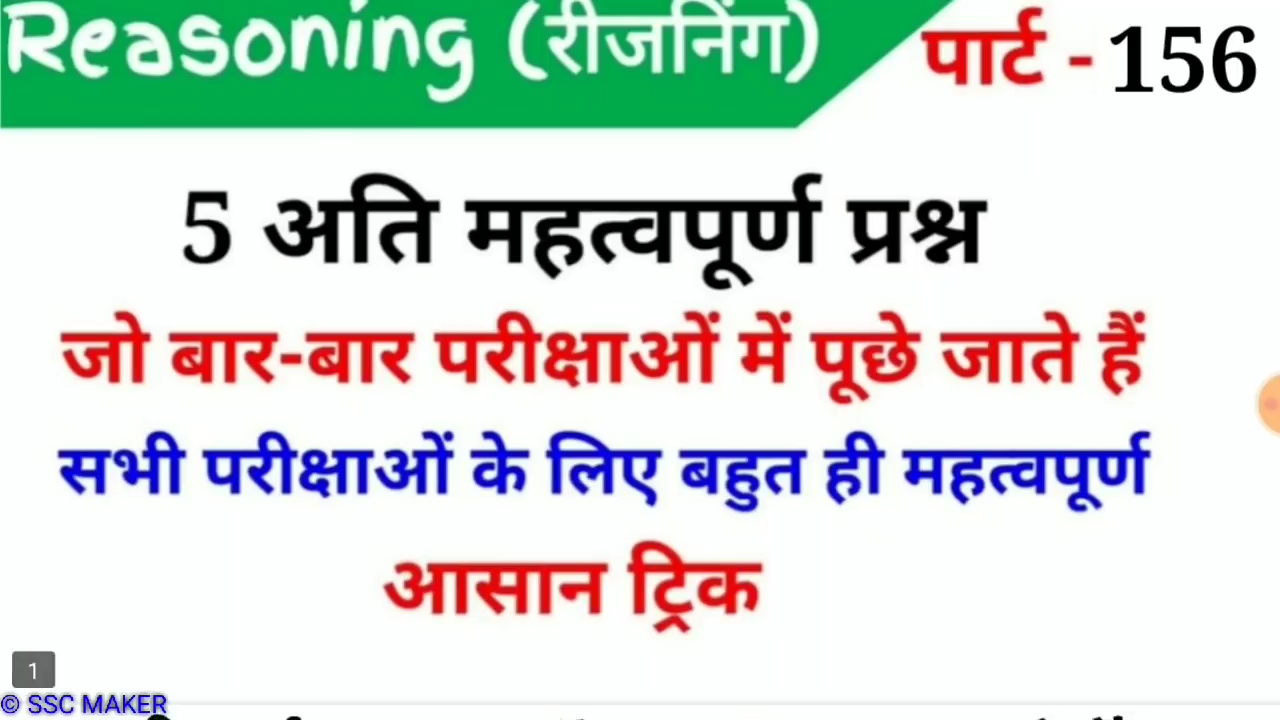 Reasoning (रीजनिंग) पार्ट - 156
5 अति महत्वपूर्ण प्रश्न
जो बार-बार परीक्षाओं में पूछे जाते हैं
सभी परीक्षाओं के लिए बहुत ही महत्वपूर्ण
आसान ट्रिक
1
© SSC MAKER